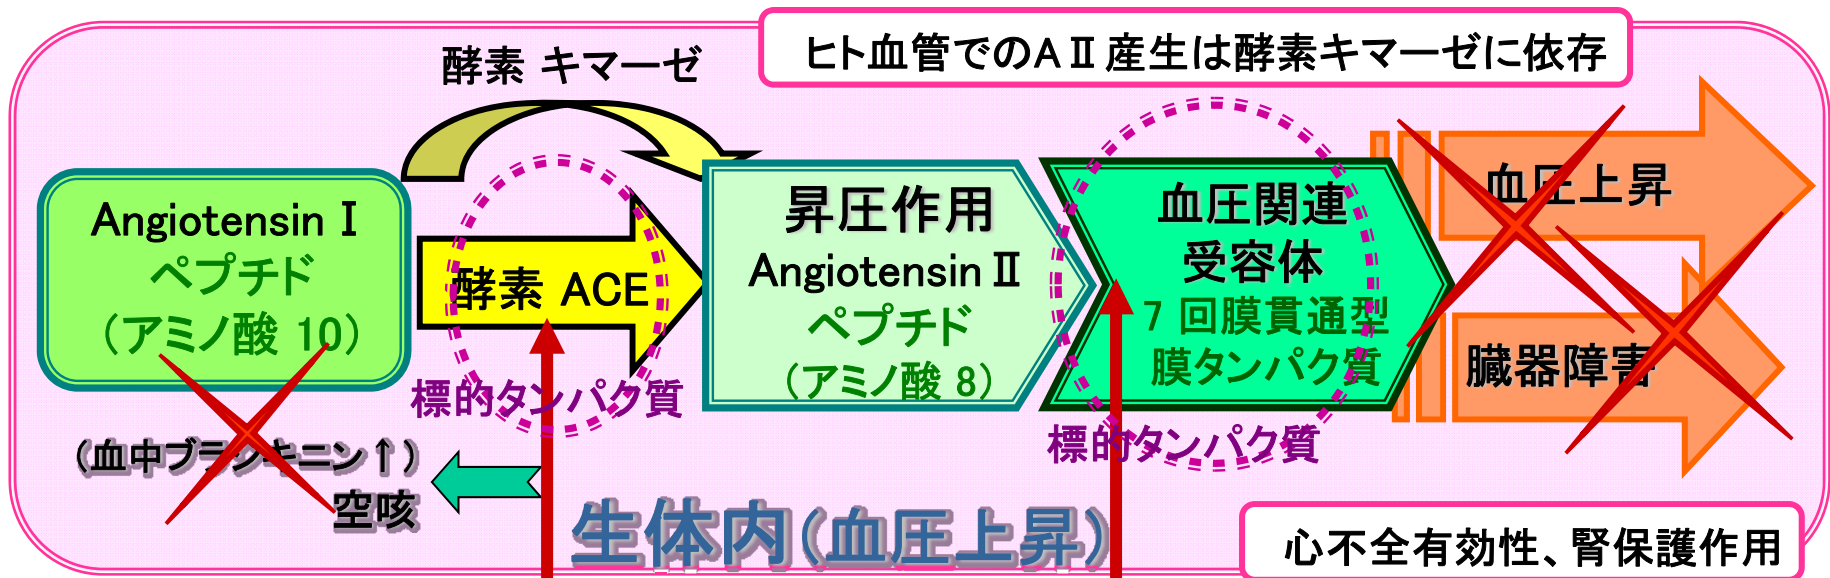 ヒト血管でのAⅡ産生は酵素キマーゼに依存
酵素 キマーゼ
Angiotensin Ⅰ
ペプチド
（アミノ酸 10）
酵素 ACE
標的タンパク質
昇圧作用
Angiotensin Ⅱ
ペプチド
（アミノ酸 8）
血圧関連
受容体
7 回膜貫通型
膜タンパク質
標的タンパク質
血圧上昇
臓器障害
（血中ブラジキニン↑）
空咳
生体内（血圧上昇）
心不全有効性、腎保護作用